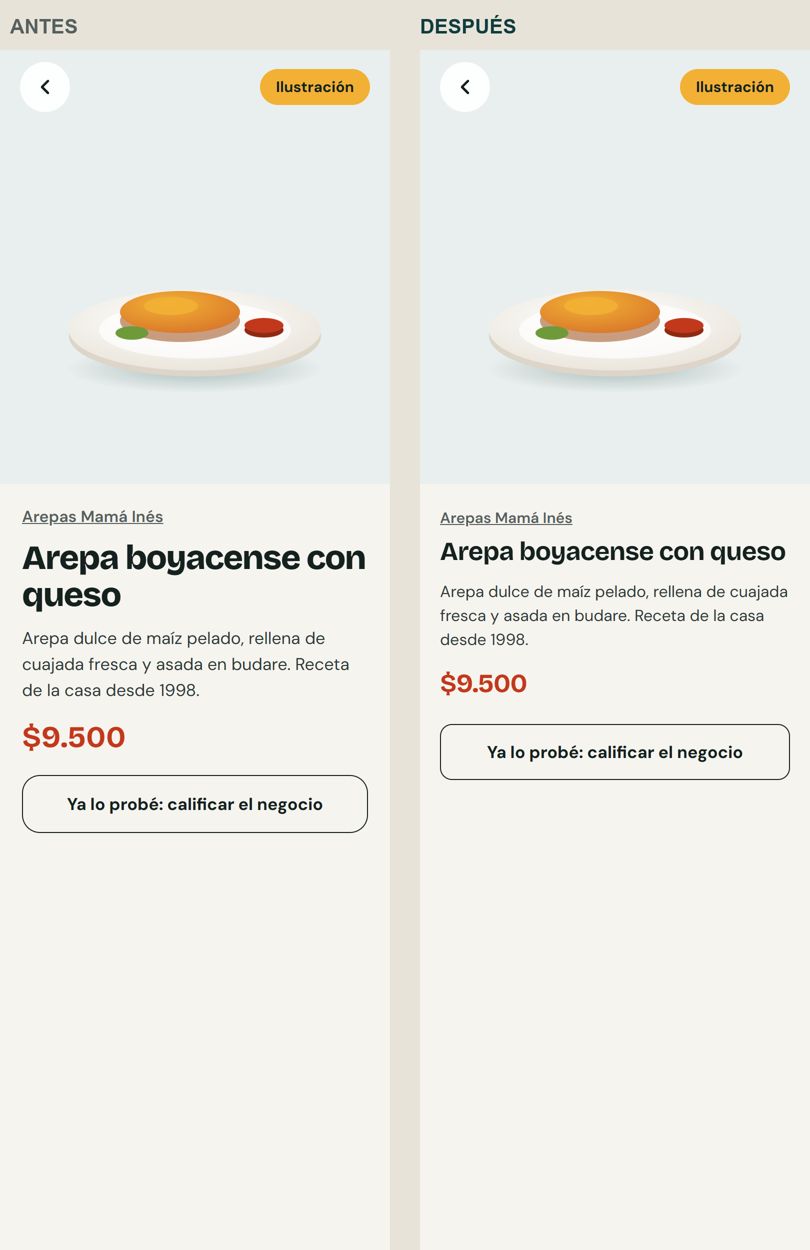 ANTES
Ilustración
Arepas Mamá Inés
Arepa boyacense con
queso
Arepa dulce de maíz pelado, rellena de
cuajada fresca y asada en budare. Receta
de la casa desde 1998.
$9.500
Ya lo probé: calificar el negocio
DESPUÉS
Ilustración
Arepas Mamá Inés
Arepa boyacense con queso
Arepa dulce de maíz pelado, rellena de cuajada
fresca y asada en budare. Receta de la casa
desde 1998.
$9.500
Ya lo probé: calificar el negocio